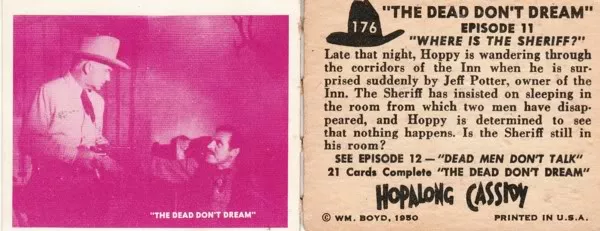 "THE DEAD DON'T DREAM"
176
"THE DEAD DON'T DREAM"
EPISODE 11
"WHERE IS THE SHERIFF?"
Late that night, Hoppy is wandering through
the corridors of the Inn when he is sur-
prised suddenly by Jeff Potter, owner of the
Inn. The Sheriff has insisted on sleeping in
the room from which two men have disap-
peared, and Hoppy is determined to see
that nothing happens. Is the Sheriff still in
his room?
SEE EPISODE 12 — "DEAD MEN DON'T TALK"
21 Cards Complete "THE DEAD DON'T DREAM"
HOPALONG CASSIDY
© WM. BOYD, 1950 PRINTED IN U.S.A.